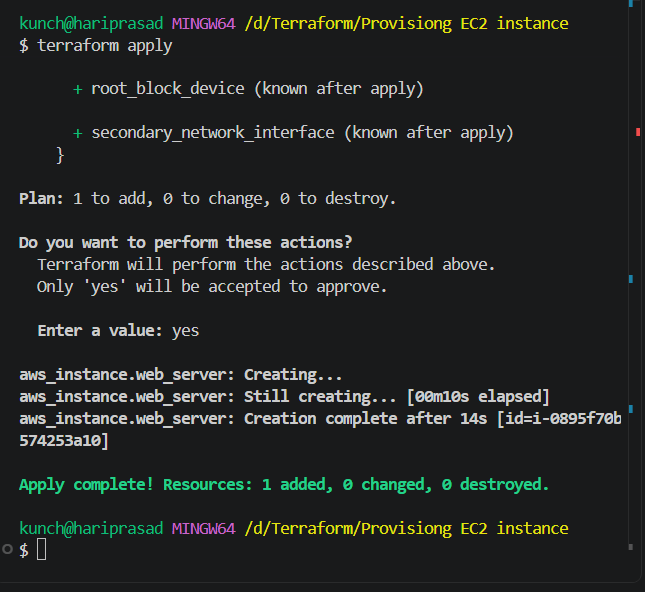 kunch@hariprasad MINGW64 /d/Terraform/Provisiong EC2 instance
$ terraform apply
+ root_block_device (known after apply)
+ secondary_network_interface (known after apply)
}
Plan: 1 to add, 0 to change, 0 to destroy.
Do you want to perform these actions?
Terraform will perform the actions described above.
Only 'yes' will be accepted to approve.
Enter a value: yes
aws_instance.web_server: Creating...
aws_instance.web_server: Still creating... [00m10s elapsed]
aws_instance.web_server: Creation complete after 14s [id=i-0895f70b
574253a10]
Apply complete! Resources: 1 added, 0 changed, 0 destroyed.
kunch@hariprasad MINGW64 /d/Terraform/Provisiong EC2 instance
$